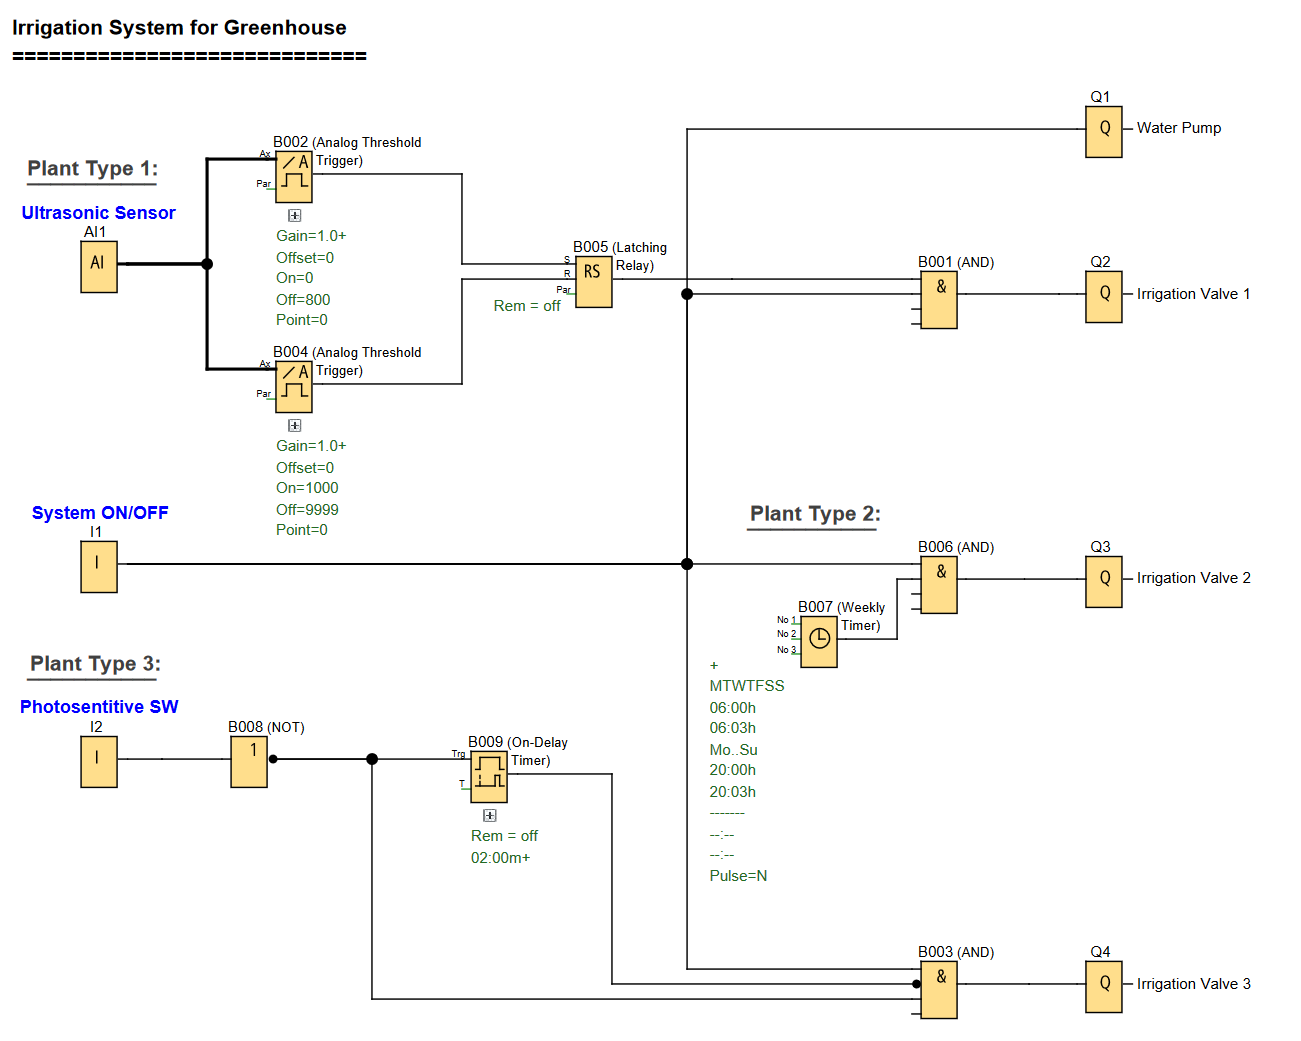 Irrigation System for Greenhouse
=============================
Q1
Q
Water Pump
B002 (Analog Threshold
Trigger)
Ax
Par
/ A
Plant Type 1:
Ultrasonic Sensor
AI1
AI
Gain=1.0+
Offset=0
On=0
Off=800
Point=0
B005 (Latching
Relay)
S
R
Par
RS
Rem = off
B001 (AND)
&
Q2
Q
Irrigation Valve 1
B004 (Analog Threshold
Trigger)
Ax
Par
/ A
Gain=1.0+
Offset=0
On=1000
Off=9999
Point=0
System ON/OFF
I1
I
Plant Type 2:
B006 (AND)
&
Q3
Q
Irrigation Valve 2
B007 (Weekly
Timer)
No 1
No 2
No 3
+
MTWTFSS
06:00h
06:03h
Mo..Su
20:00h
20:03h
-------
--:--
--:--
Pulse=N
Plant Type 3:
Photosentitive SW
I2
I
B008 (NOT)
1
B009 (On-Delay
Timer)
Trg
T
Rem = off
02:00m+
B003 (AND)
&
Q4
Q
Irrigation Valve 3